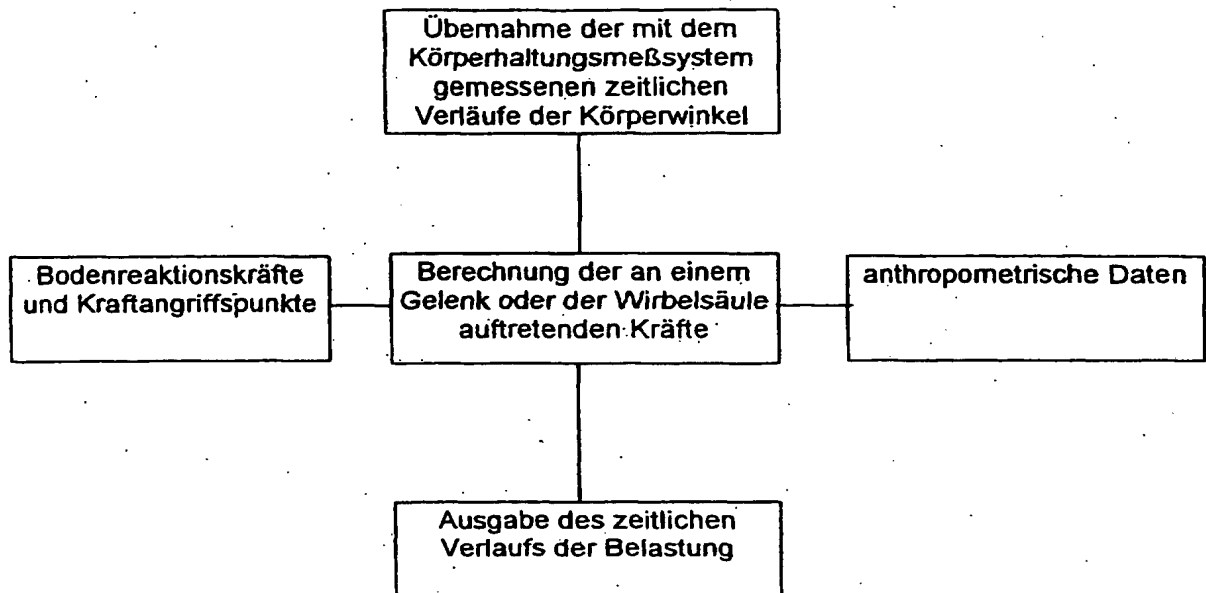 Übernahme der mit dem
Körperhaltungsmeßsystem
gemessenen zeitlichen
Verläufe der Körperwinkel
Bodenreaktionskräfte
und Kraftangriffspunkte
Berechnung der an einem
Gelenk oder der Wirbelsäule
auftretenden Kräfte
anthropometrische Daten
Ausgabe des zeitlichen
Verlaufs der Belastung